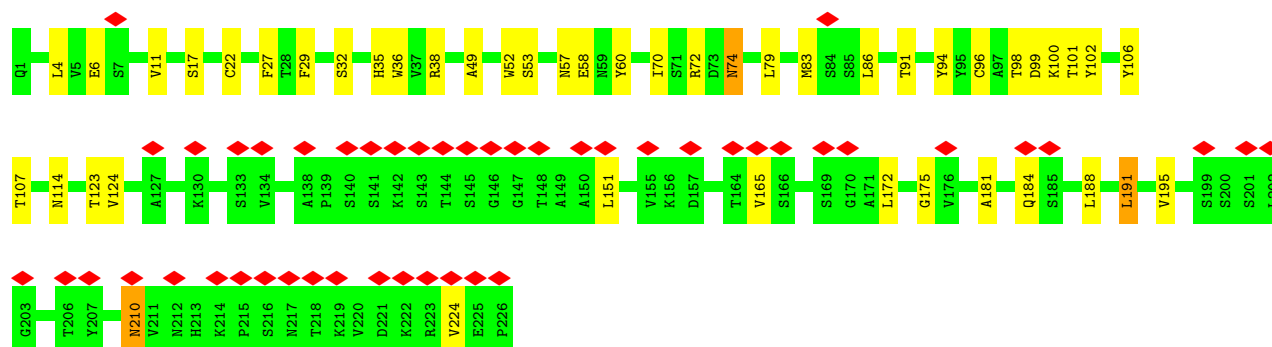 Q1 L4 V5 E6 S7 V11 S17 C22 F27 T28 F29 S32 H35 W36 V37 R38 A49 W52 S53 N57 E58 N59 Y60 I70 S71 R72 D73 N74 L79 M83 S84 S85 L86 T91 Y94 Y95 C96 A97 T98 D99 K100 T101 Y102 Y106
T107 N114 T123 V124 A127 K130 S133 V134 A138 P139 S140 S141 K142 S143 T144 S145 G146 G147 T148 A149 A150 L151 V155 K156 D157 T164 V165 S166 S169 G170 A171 L172 G175 V176 A181 Q184 S185 L188 L191 V195 S199 S200 S201
G203 T206 Y207 N210 V211 N212 H213 K214 P215 S216 N217 T218 K219 V220 D221 K222 R223 V224 E225 P226